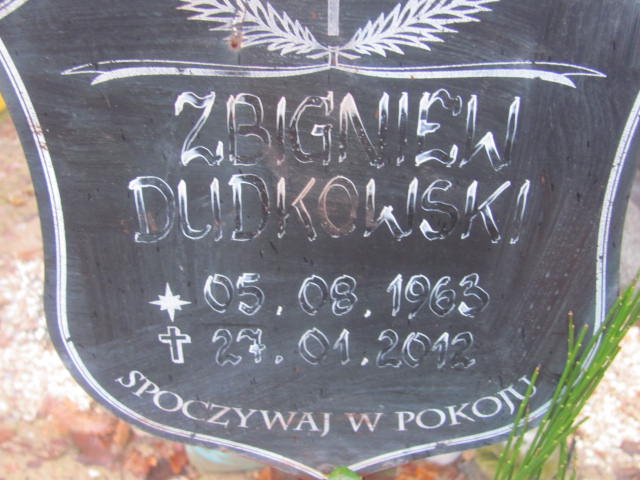 ZBIGNIEW
DUDKOWSKI
05.08.1963
27.01.2012
SPOCZYWAJ W POKOJU